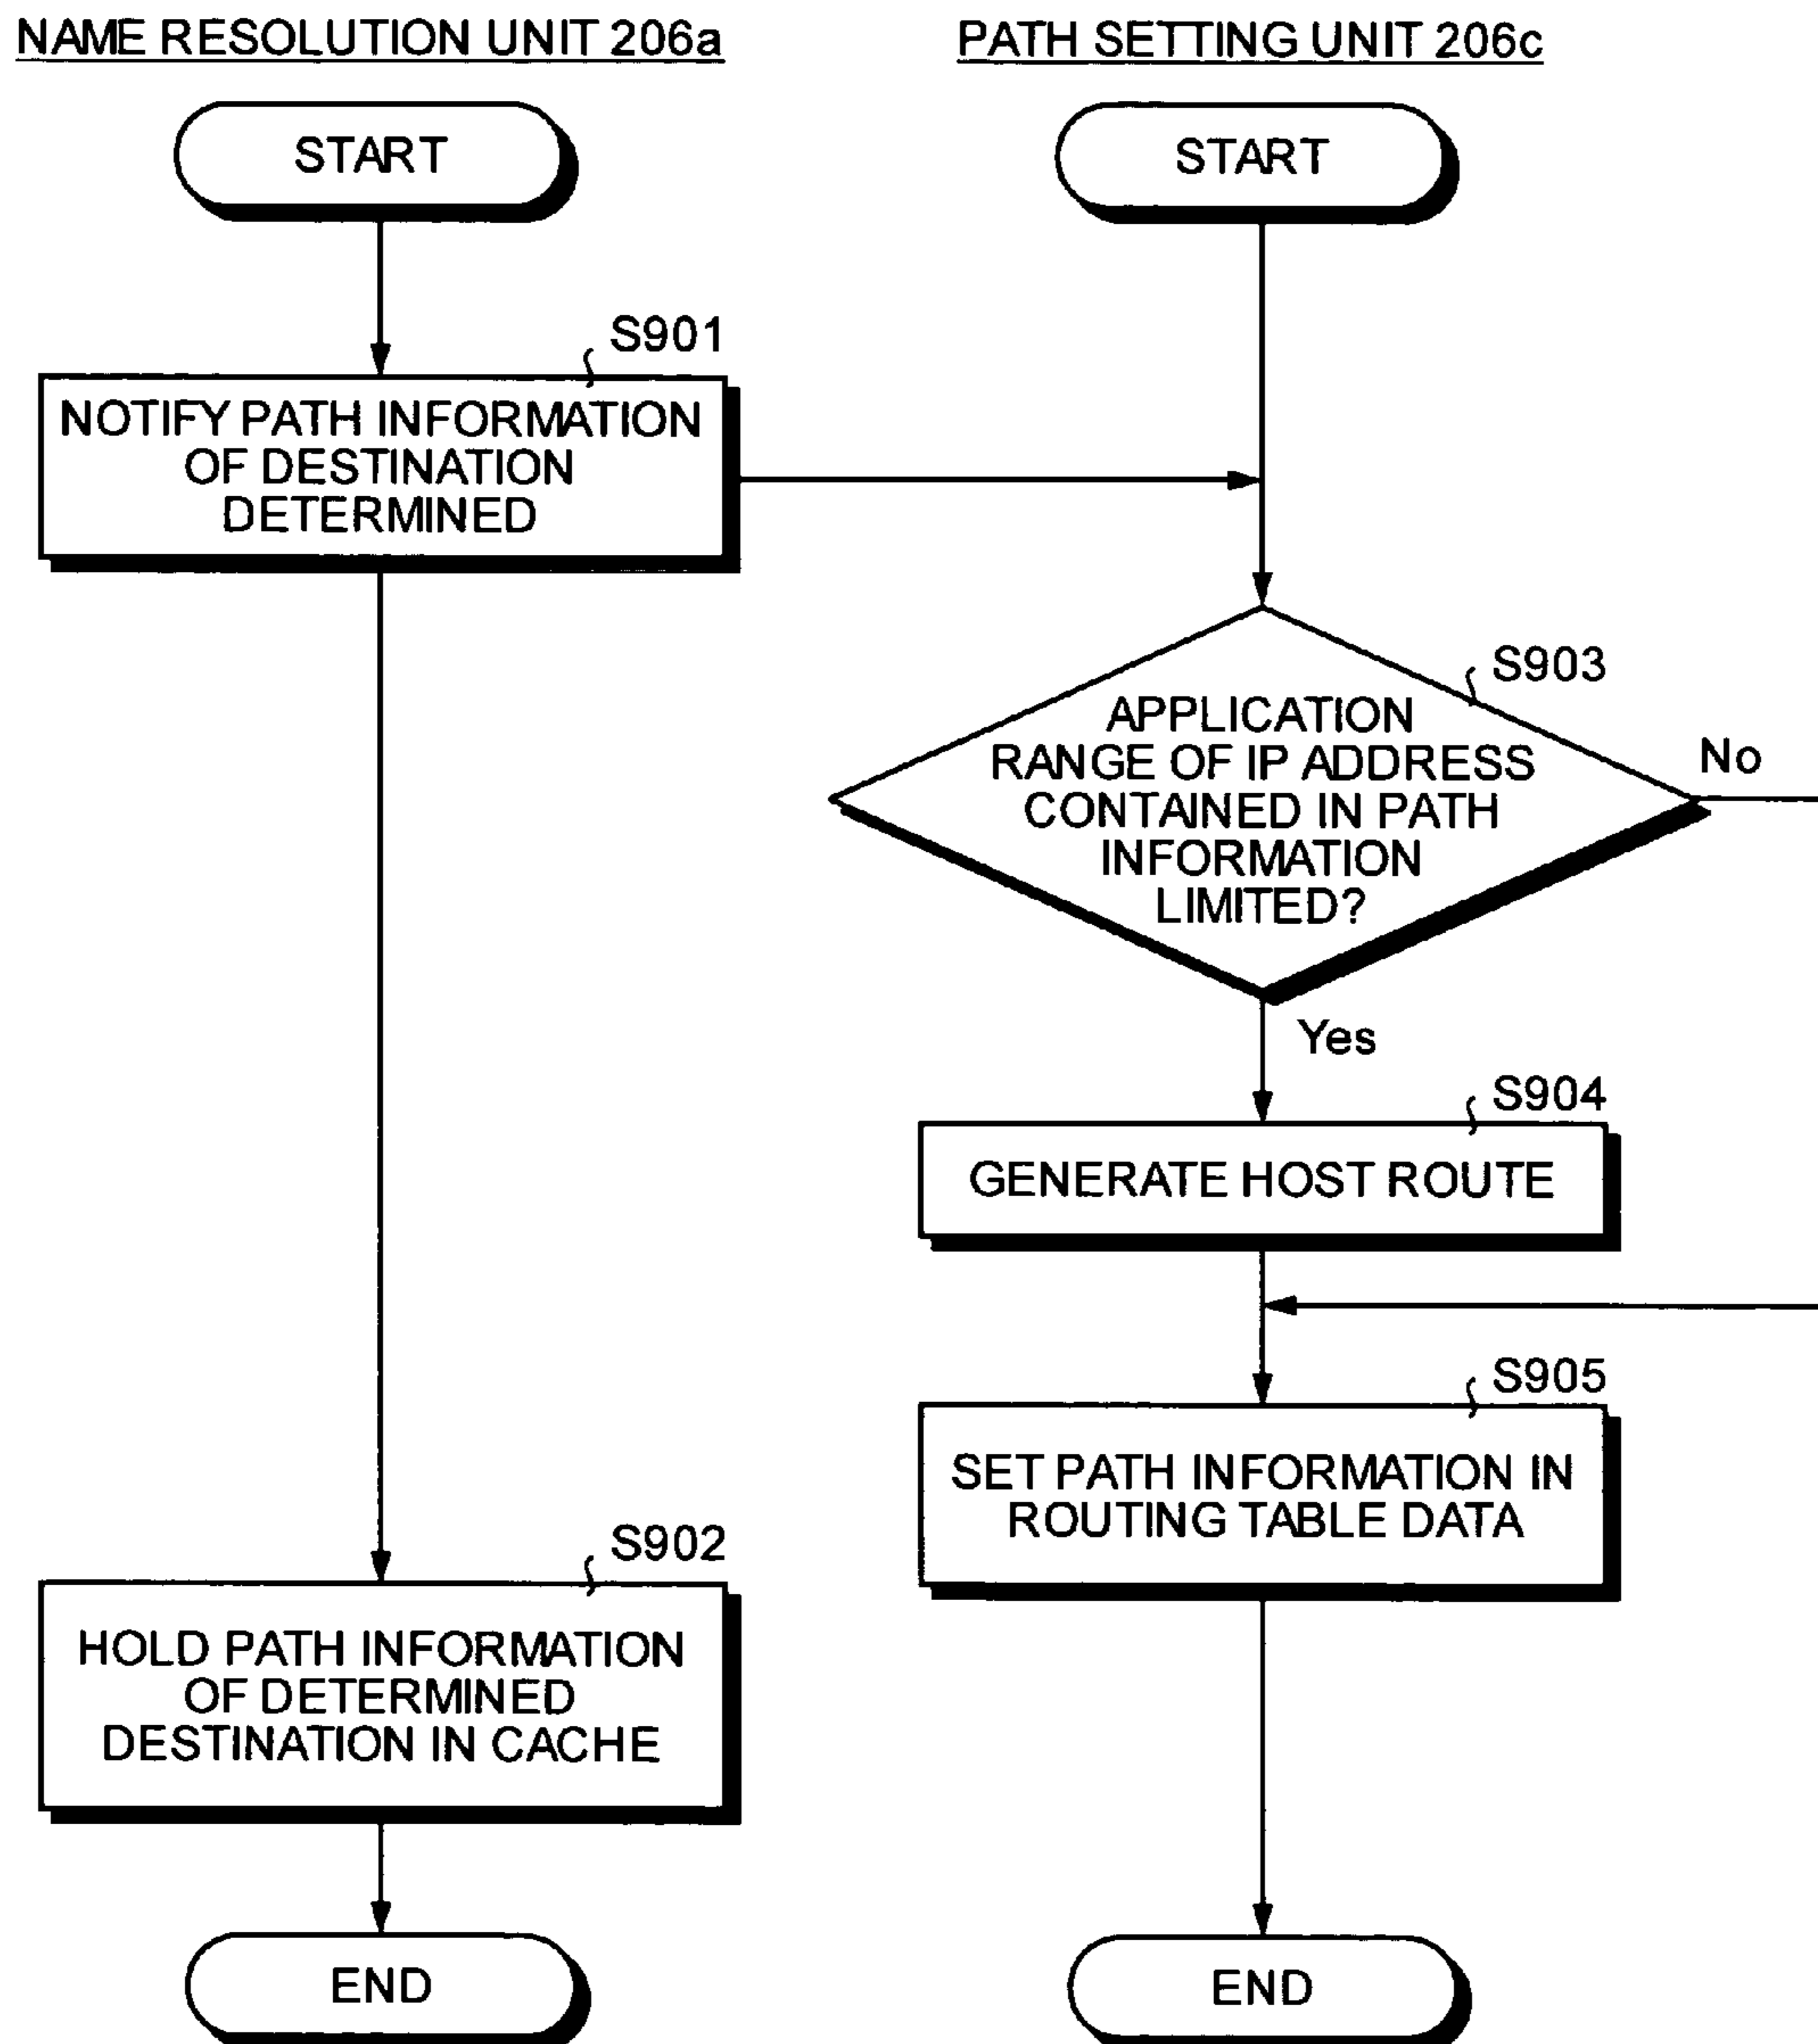 NAME RESOLUTION UNIT 206a
START
S901
NOTIFY PATH INFORMATION
OF DESTINATION
DETERMINED
S902
HOLD PATH INFORMATION
OF DETERMINED
DESTINATION IN CACHE
END
PATH SETTING UNIT 206c
START
S903
APPLICATION
RANGE OF IP ADDRESS
CONTAINED IN PATH
INFORMATION
LIMITED?
No
Yes
S904
GENERATE HOST ROUTE
S905
SET PATH INFORMATION IN
ROUTING TABLE DATA
END